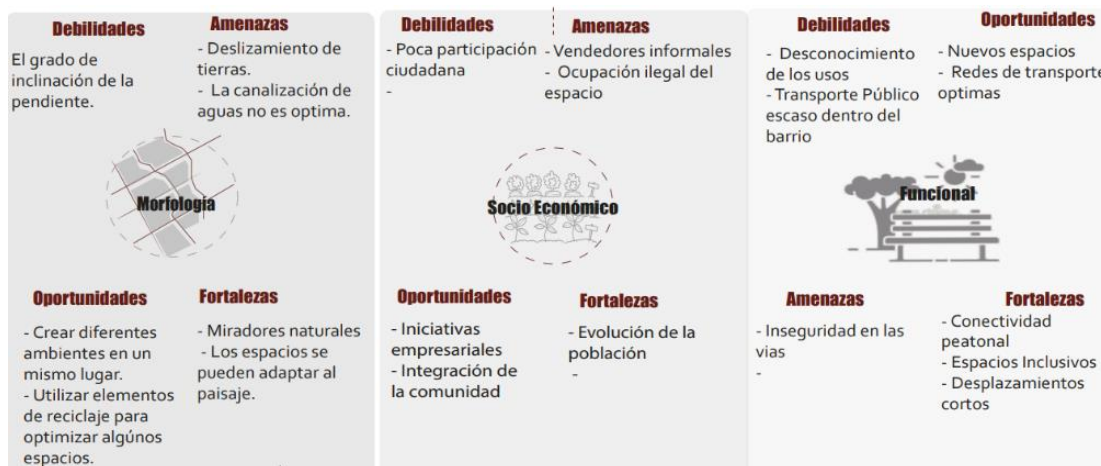 Debilidades
El grado de
inclinación de la
pendiente.
Amenazas
- Deslizamiento de
tierras.
- La canalización de
aguas no es optima.
Morfología
Oportunidades
- Crear diferentes
ambientes en un
mismo lugar.
- Utilizar elementos
de reciclaje para
optimizar algúnos
espacios.
Fortalezas
- Miradores naturales
- Los espacios se
pueden adaptar al
paisaje.
Debilidades
- Poca participación
ciudadana
-
Amenazas
- Vendedores informales
- Ocupación ilegal del
espacio
Socio Económico
Oportunidades
- Iniciativas
empresariales
- Integración de
la comunidad
Fortalezas
- Evolución de la
población
-
Debilidades
- Desconocimiento
de los usos
- Transporte Público
escaso dentro del
barrio
Oportunidades
- Nuevos espacios
- Redes de transporte
optimas
Funcional
Amenazas
- Inseguridad en las
vias
-
Fortalezas
- Conectividad
peatonal
- Espacios Inclusivos
- Desplazamientos
cortos